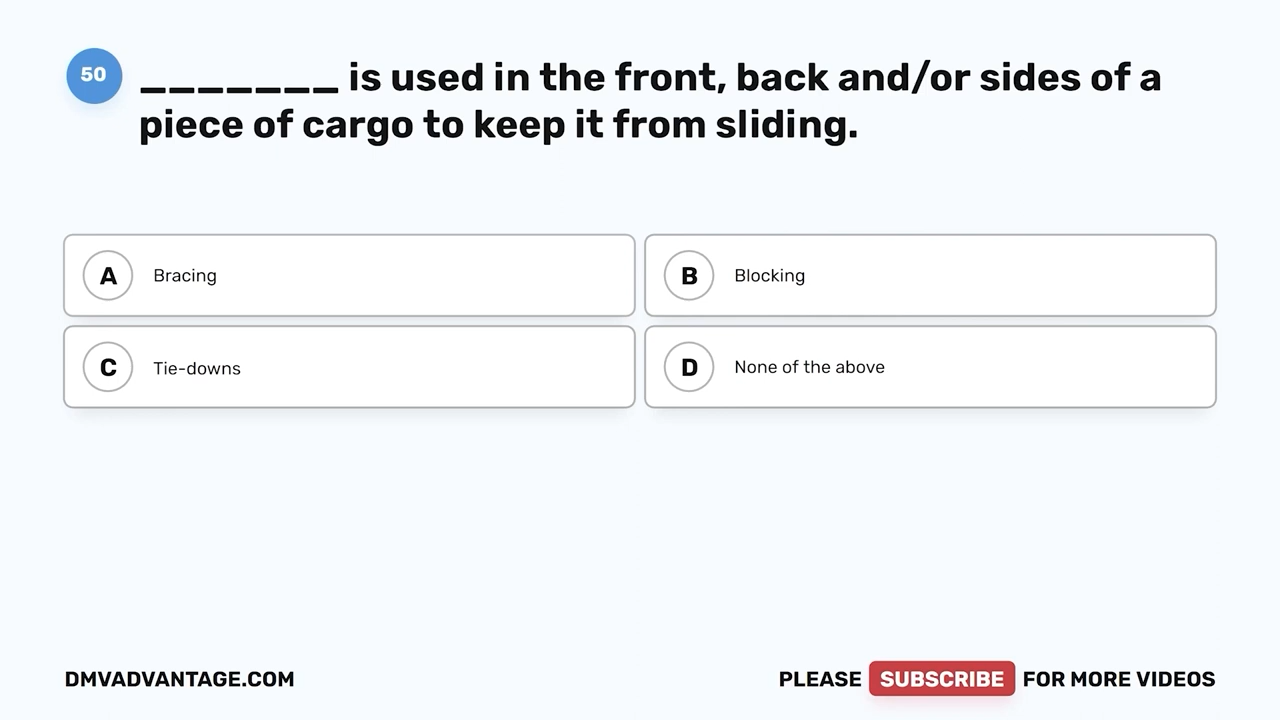 50 _______ is used in the front, back and/or sides of a
piece of cargo to keep it from sliding.
A Bracing
B Blocking
C Tie-downs
D None of the above
DMVADVANTAGE.COM
PLEASE SUBSCRIBE FOR MORE VIDEOS